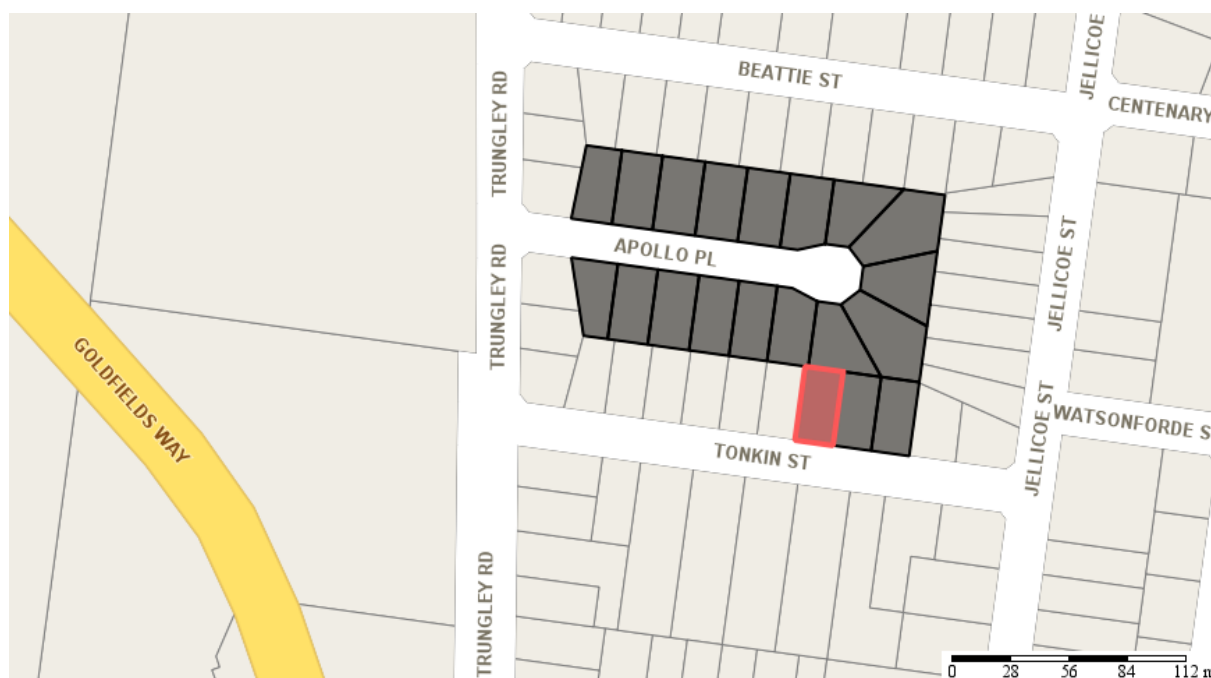 JELLICOE
BEATTIE ST
TRUNGLEY RD
CENTENARY
APOLLO PL
JELLICOE ST
TRUNGLEY RD
GOLDFIELDS WAY
JELLICOE ST
WATSONFORDE S
TONKIN ST
TRUNGLEY RD
0 28 56 84 112 m